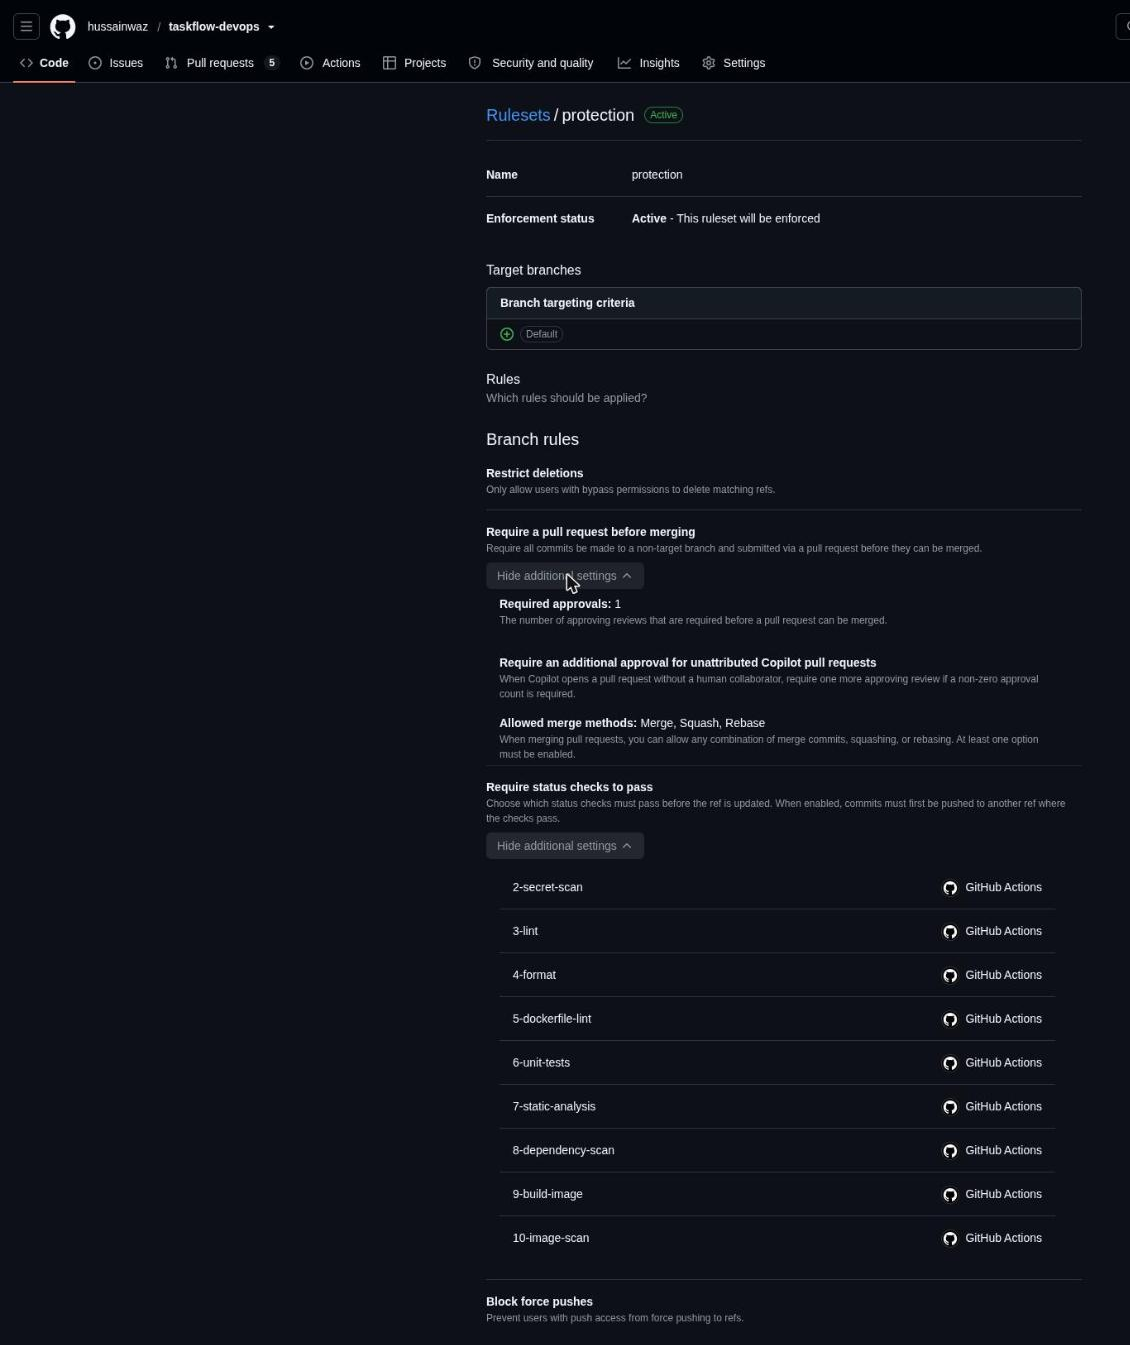 hussainwaz / taskflow-devops
Code Issues Pull requests 5 Actions Projects Security and quality Insights Settings
Rulesets / protection Active
Name protection
Enforcement status Active - This ruleset will be enforced
Target branches
Branch targeting criteria
Default
Rules
Which rules should be applied?
Branch rules
Restrict deletions
Only allow users with bypass permissions to delete matching refs.
Require a pull request before merging
Require all commits be made to a non-target branch and submitted via a pull request before they can be merged.
Hide additional settings
Required approvals: 1
The number of approving reviews that are required before a pull request can be merged.
Require an additional approval for unattributed Copilot pull requests
When Copilot opens a pull request without a human collaborator, require one more approving review if a non-zero approval
count is required.
Allowed merge methods: Merge, Squash, Rebase
When merging pull requests, you can allow any combination of merge commits, squashing, or rebasing. At least one option
must be enabled.
Require status checks to pass
Choose which status checks must pass before the ref is updated. When enabled, commits must first be pushed to another ref where
the checks pass.
Hide additional settings
2-secret-scan GitHub Actions
3-lint GitHub Actions
4-format GitHub Actions
5-dockerfile-lint GitHub Actions
6-unit-tests GitHub Actions
7-static-analysis GitHub Actions
8-dependency-scan GitHub Actions
9-build-image GitHub Actions
10-image-scan GitHub Actions
Block force pushes
Prevent users with push access from force pushing to refs.